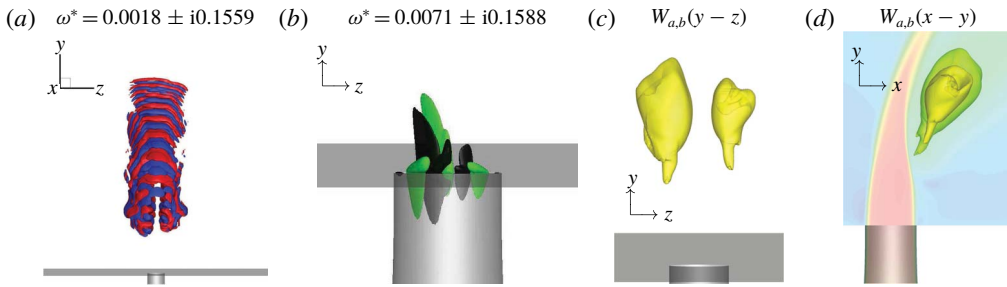 (a) ω* = 0.0018 ± i0.1559 (b) ω* = 0.0071 ± i0.1588 (c) W_{a,b}(y − z) (d) W_{a,b}(x − y)
y
x z
y
z
y
z
y
x